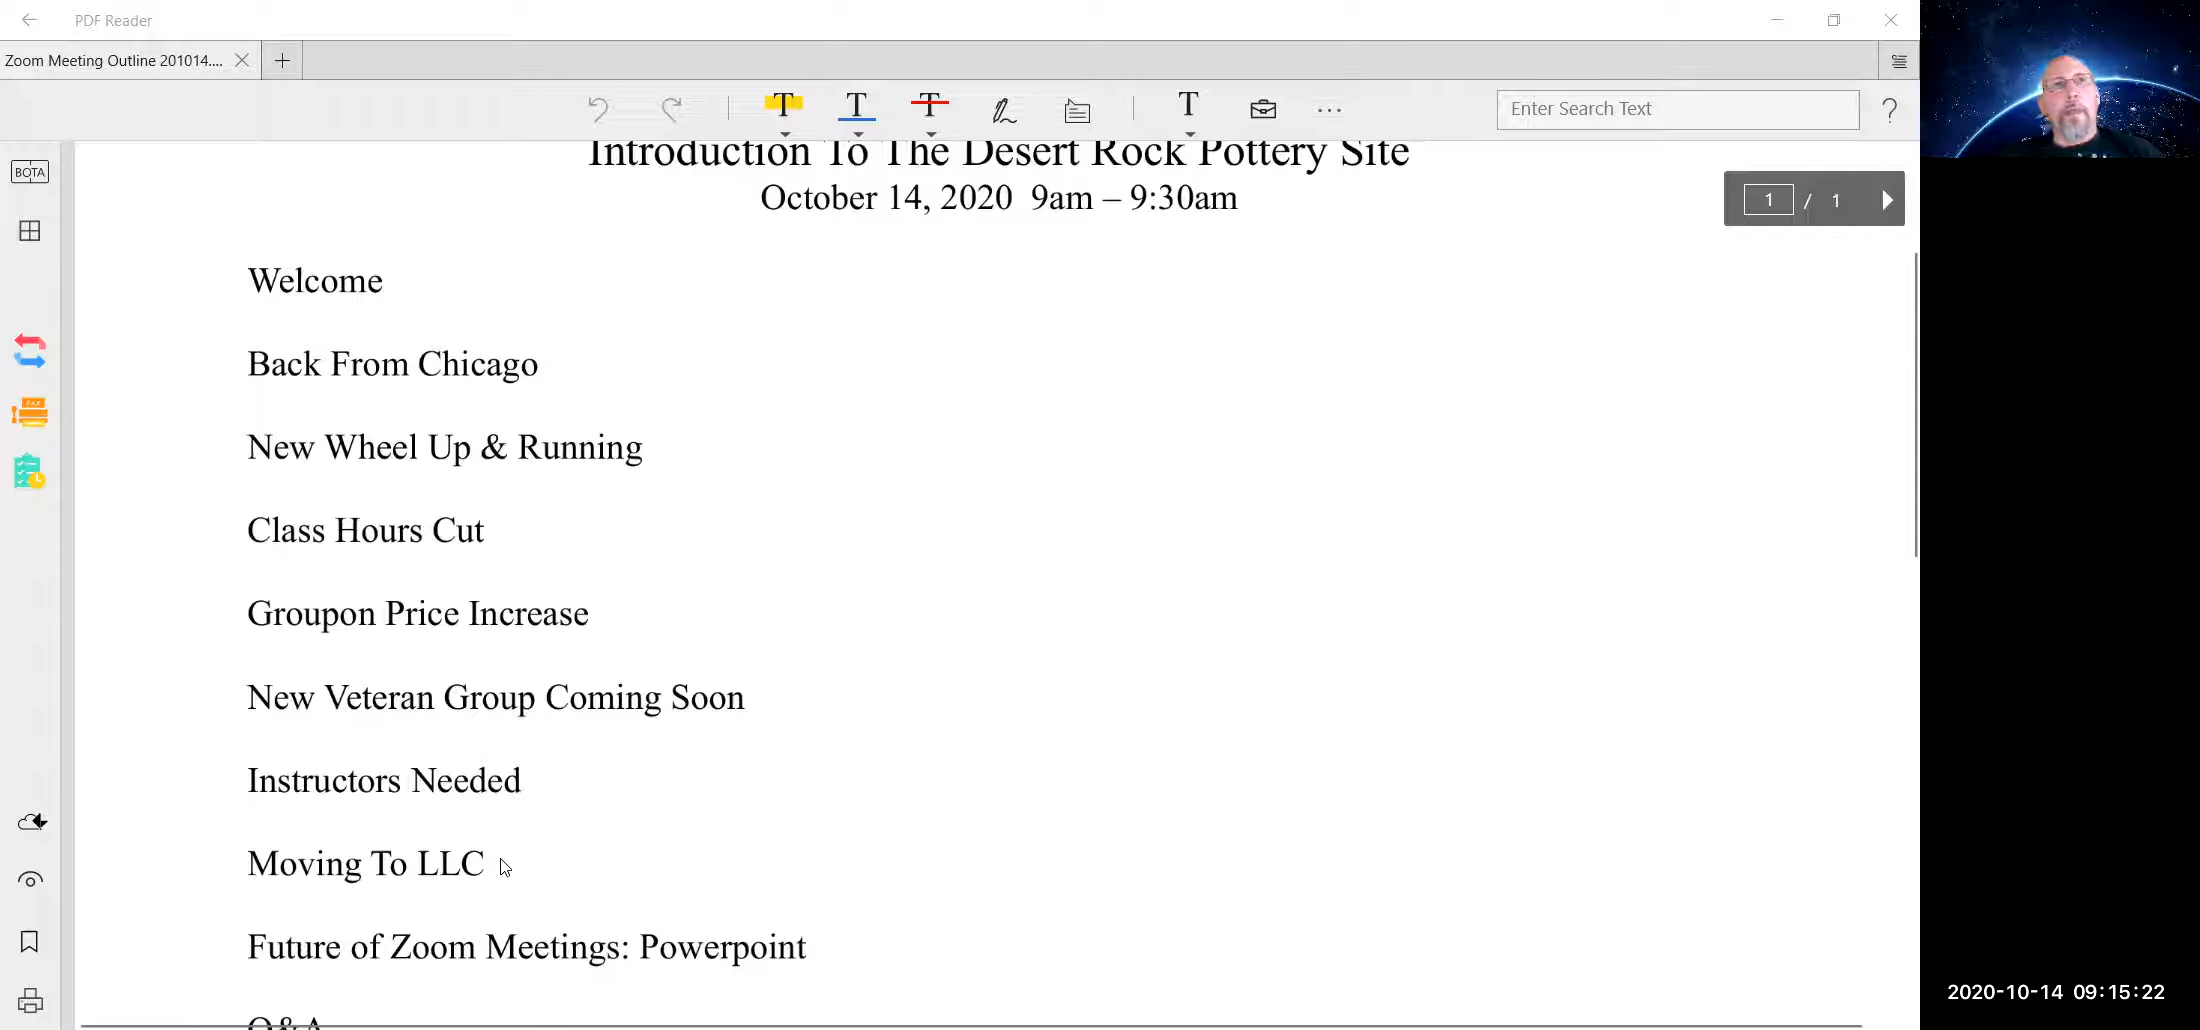 PDF Reader
Zoom Meeting Outline 201014....
T T T T
Enter Search Text
?
BOTA
Introduction To The Desert Rock Pottery Site
October 14, 2020 9am – 9:30am
1 / 1
Welcome
Back From Chicago
New Wheel Up & Running
FAX
Class Hours Cut
Groupon Price Increase
New Veteran Group Coming Soon
Instructors Needed
Moving To LLC
Future of Zoom Meetings: Powerpoint
Q&A
2020-10-14 09:15:22